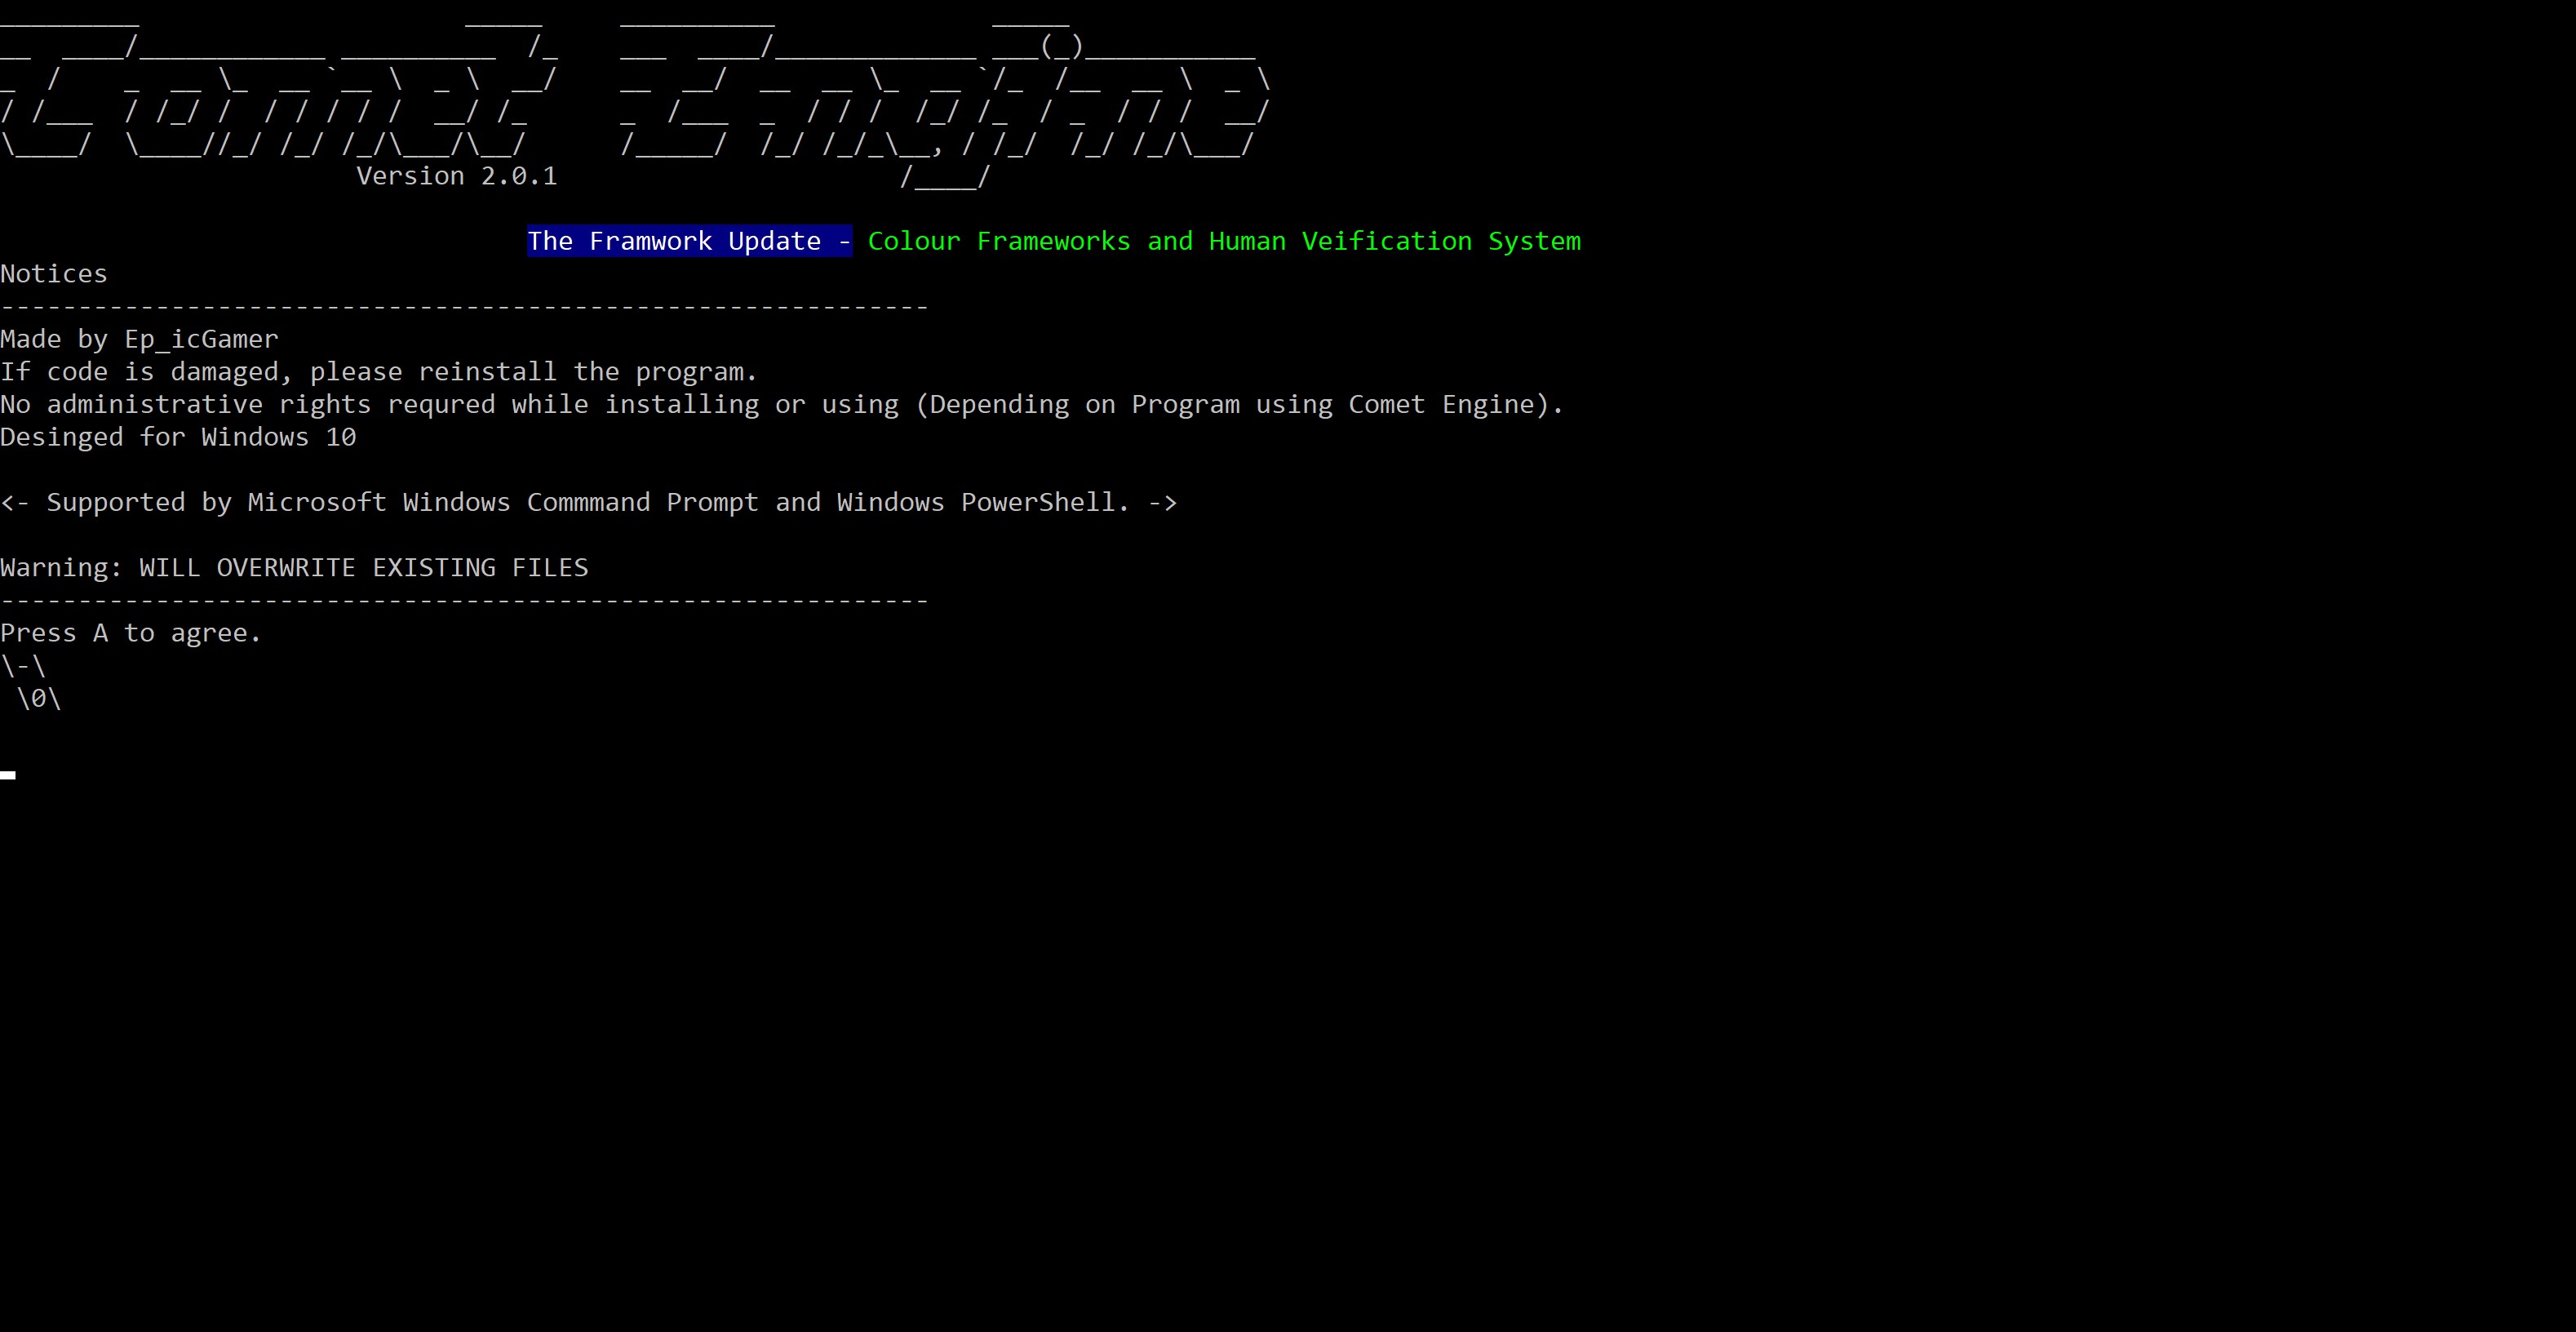 Comet Engine
Version 2.0.1
The Framwork Update - Colour Frameworks and Human Veification System
Notices
------------------------------------------------------------
Made by Ep_icGamer
If code is damaged, please reinstall the program.
No administrative rights requred while installing or using (Depending on Program using Comet Engine).
Desinged for Windows 10
<- Supported by Microsoft Windows Commmand Prompt and Windows PowerShell. ->
Warning: WILL OVERWRITE EXISTING FILES
------------------------------------------------------------
Press A to agree.
\-\
 \0\